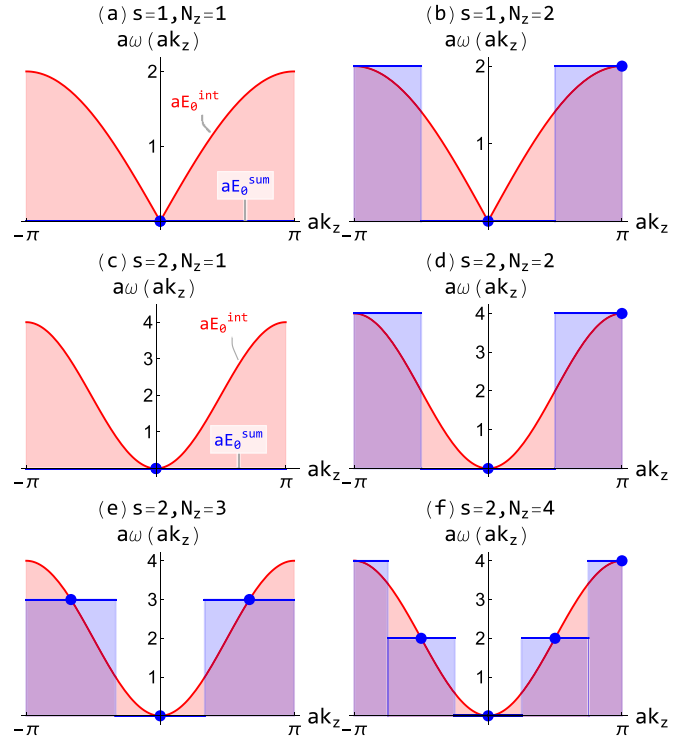 (a) s=1,N_z=1
aω(ak_z)
2
1
aE_0^int
aE_0^sum
-π
π
ak_z
(b) s=1,N_z=2
aω(ak_z)
2
1
-π
π
ak_z
(c) s=2,N_z=1
aω(ak_z)
4
3
2
1
aE_0^int
aE_0^sum
-π
π
ak_z
(d) s=2,N_z=2
aω(ak_z)
4
3
2
1
-π
π
ak_z
(e) s=2,N_z=3
aω(ak_z)
4
3
2
1
-π
π
ak_z
(f) s=2,N_z=4
aω(ak_z)
4
3
2
1
-π
π
ak_z